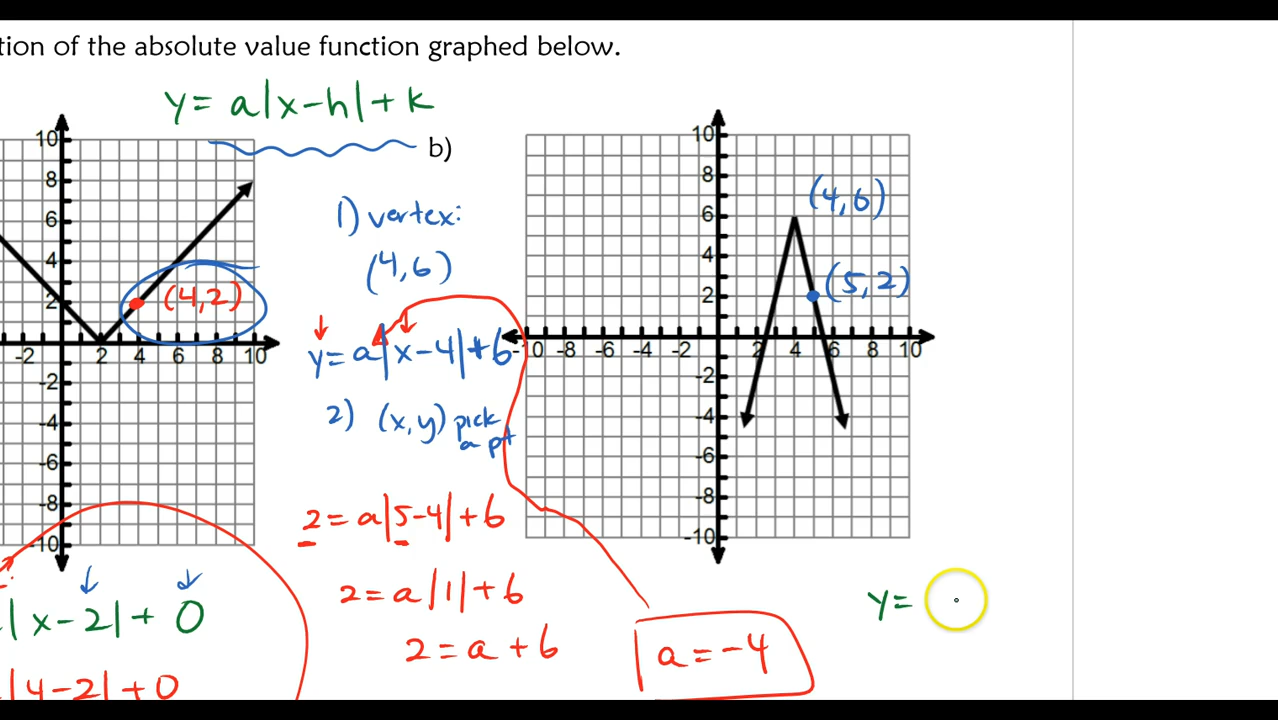 tion of the absolute value function graphed below.
y = a|x-h| + k
b)
1) vertex:
(4,6)
y = a|x-4| + 6
2) (x,y) pick
a pt
2 = a|5-4| + 6
2 = a|1| + 6
2 = a + 6
a = -4
10
8
6
4
2
-2
-4
-6
-8
-10
-2 2 4 6 8 10
(4,2)
|x-2| + 0
|4-2| + 0
10
8
6
4
2
-2
-4
-6
-8
-10
-10 -8 -6 -4 -2 2 4 6 8 10
(4,6)
(5,2)
y =